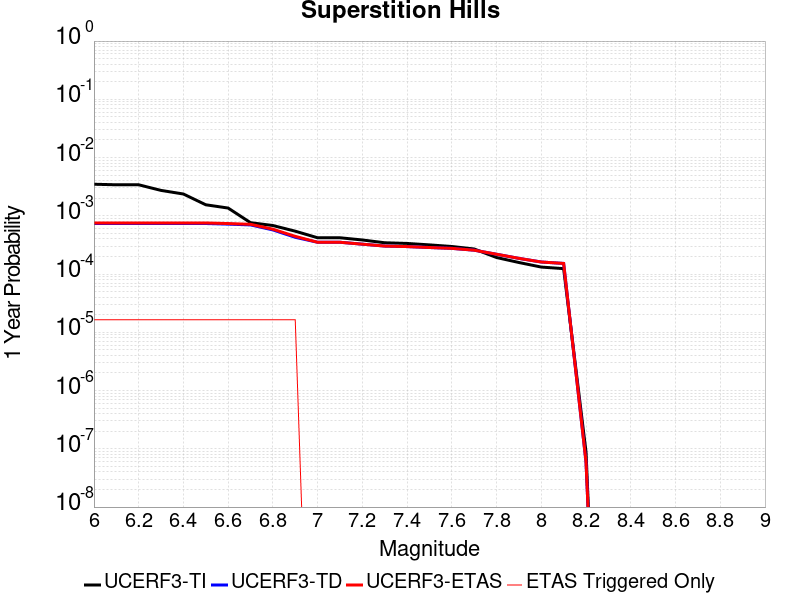 Superstition Hills
10^0
10^-1
10^-2
10^-3
10^-4
10^-5
10^-6
10^-7
10^-8
1 Year Probability
6 6.2 6.4 6.6 6.8 7 7.2 7.4 7.6 7.8 8 8.2 8.4 8.6 8.8 9
Magnitude
UCERF3-TI UCERF3-TD UCERF3-ETAS ETAS Triggered Only